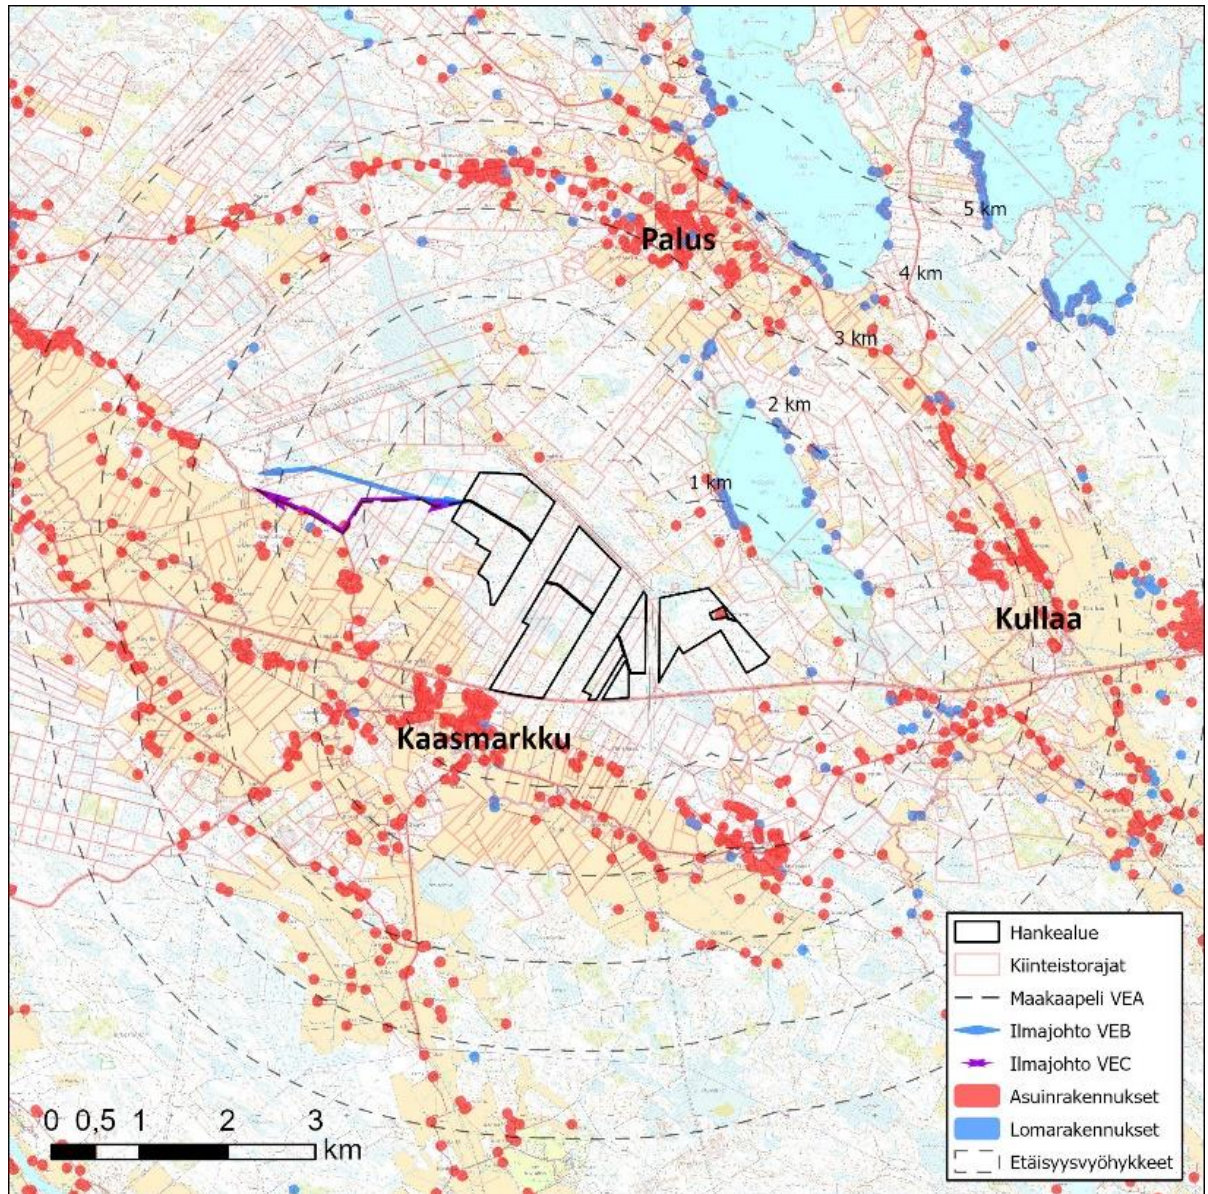 5 km
Palus
4 km
3 km
2 km
1 km
Kullaa
Kaasmarkku
Hankealue
Kiinteistorajat
Maakaapeli VEA
Ilmajohto VEB
Ilmajohto VEC
Asuinrakennukset
Lomarakennukset
Etäisyysvyöhykkeet
0 0,5 1 2 3
km